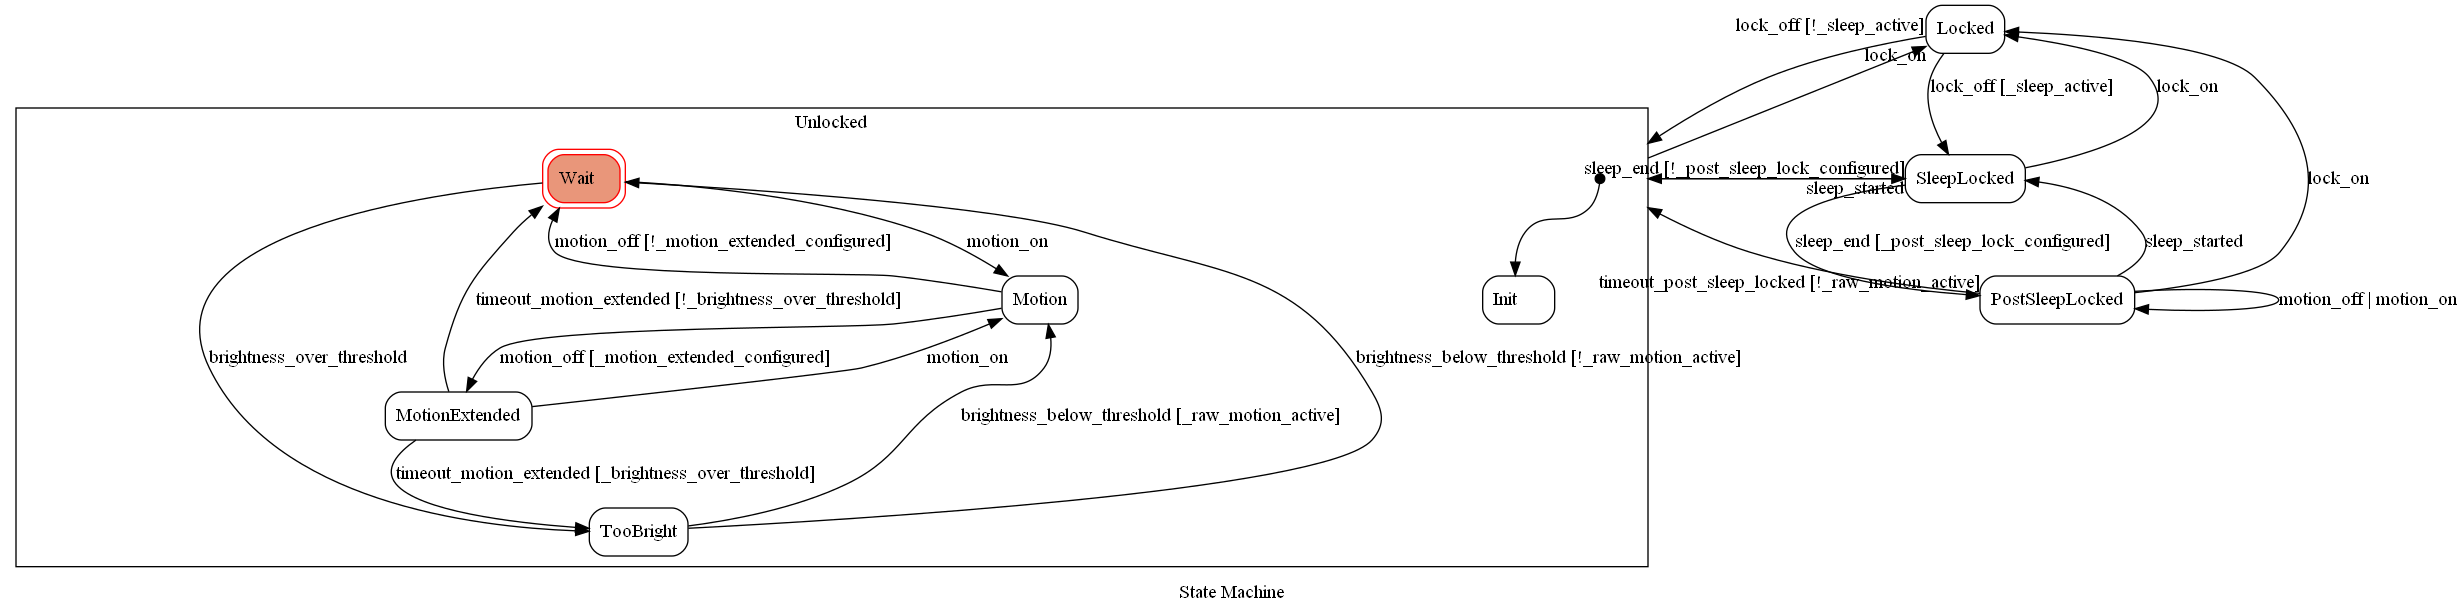 lock_off [!_sleep_active]
Locked
lock_on
lock_off [_sleep_active]
lock_on
Unlocked
sleep_end [!_post_sleep_lock_configured]
Wait
SleepLocked
lock_on
sleep_started
motion_off [!_motion_extended_configured]
motion_on
sleep_end [_post_sleep_lock_configured]
sleep_started
timeout_post_sleep_locked [!_raw_motion_active]
timeout_motion_extended [!_brightness_over_threshold]
Motion
Init
PostSleepLocked
motion_off | motion_on
brightness_over_threshold
motion_off [_motion_extended_configured]
motion_on
brightness_below_threshold [!_raw_motion_active]
MotionExtended
brightness_below_threshold [_raw_motion_active]
timeout_motion_extended [_brightness_over_threshold]
TooBright
State Machine